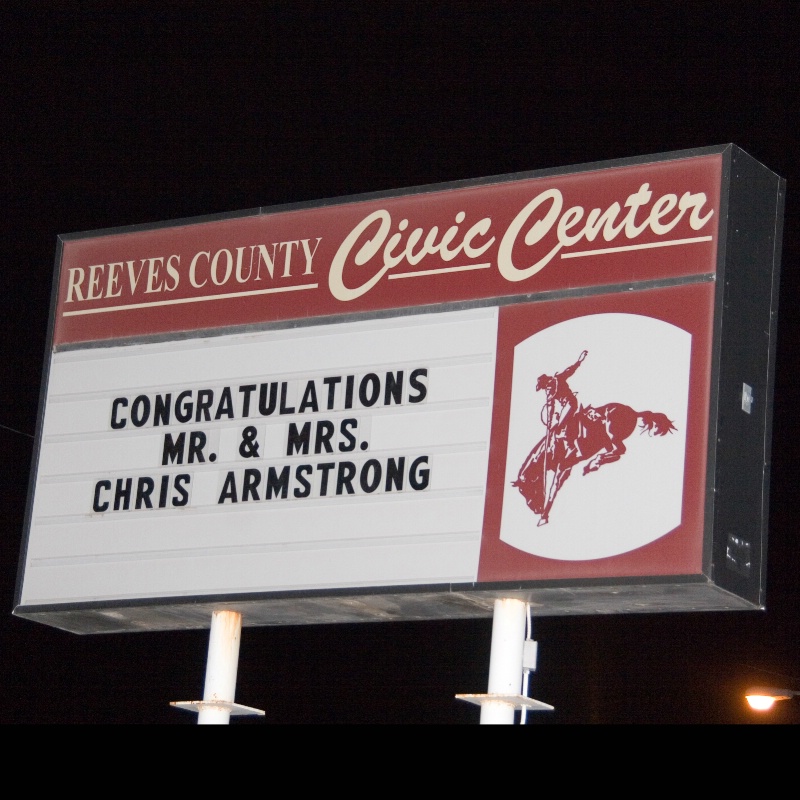 REEVES COUNTY Civic Center
CONGRATULATIONS
MR. & MRS.
CHRIS ARMSTRONG